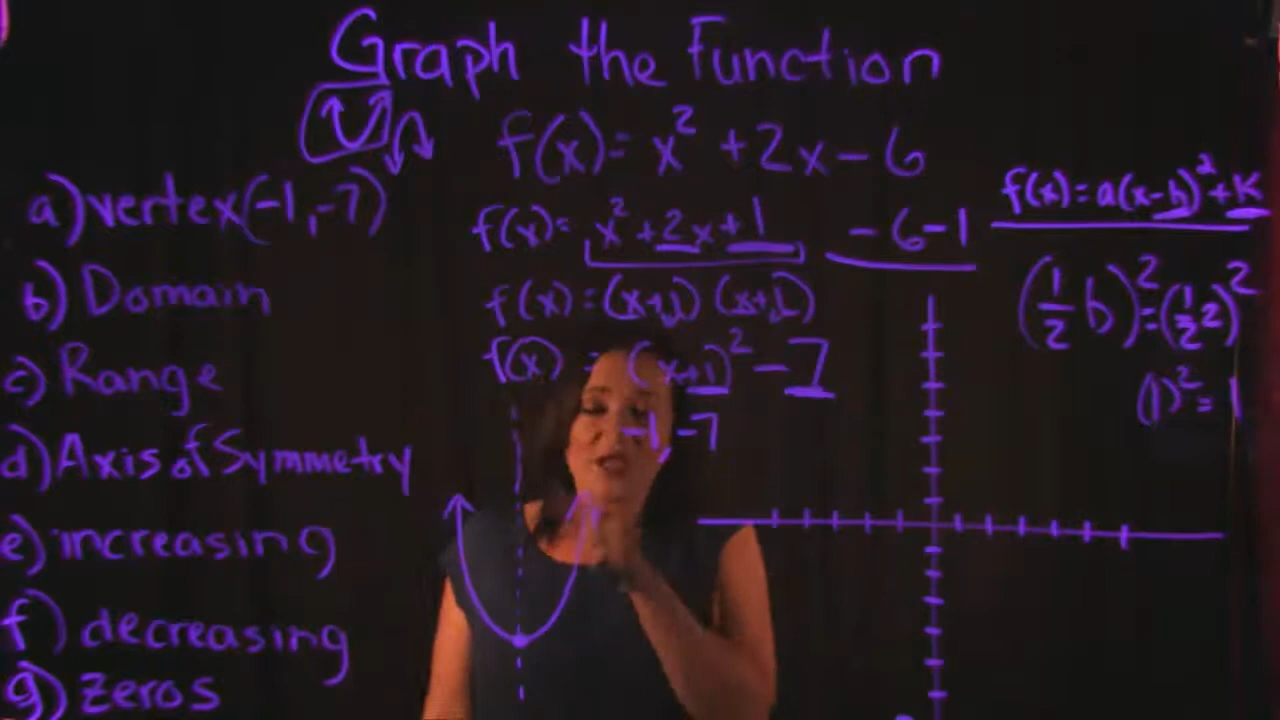 Graph the Function
f(x)= x² +2x-6
a) vertex(-1,-7)
b) Domain
c) Range
d) Axis of Symmetry
e) increasing
f) decreasing
g) zeros
f(x)= x² +2x+1 -6-1
f(x)=(x+1)(x+1)
f(x) = (x+1)² -7
-1,-7
f(x)=a(x-h)²+k
(1/2 b)²=(1/2 2)²
(1)²= 1